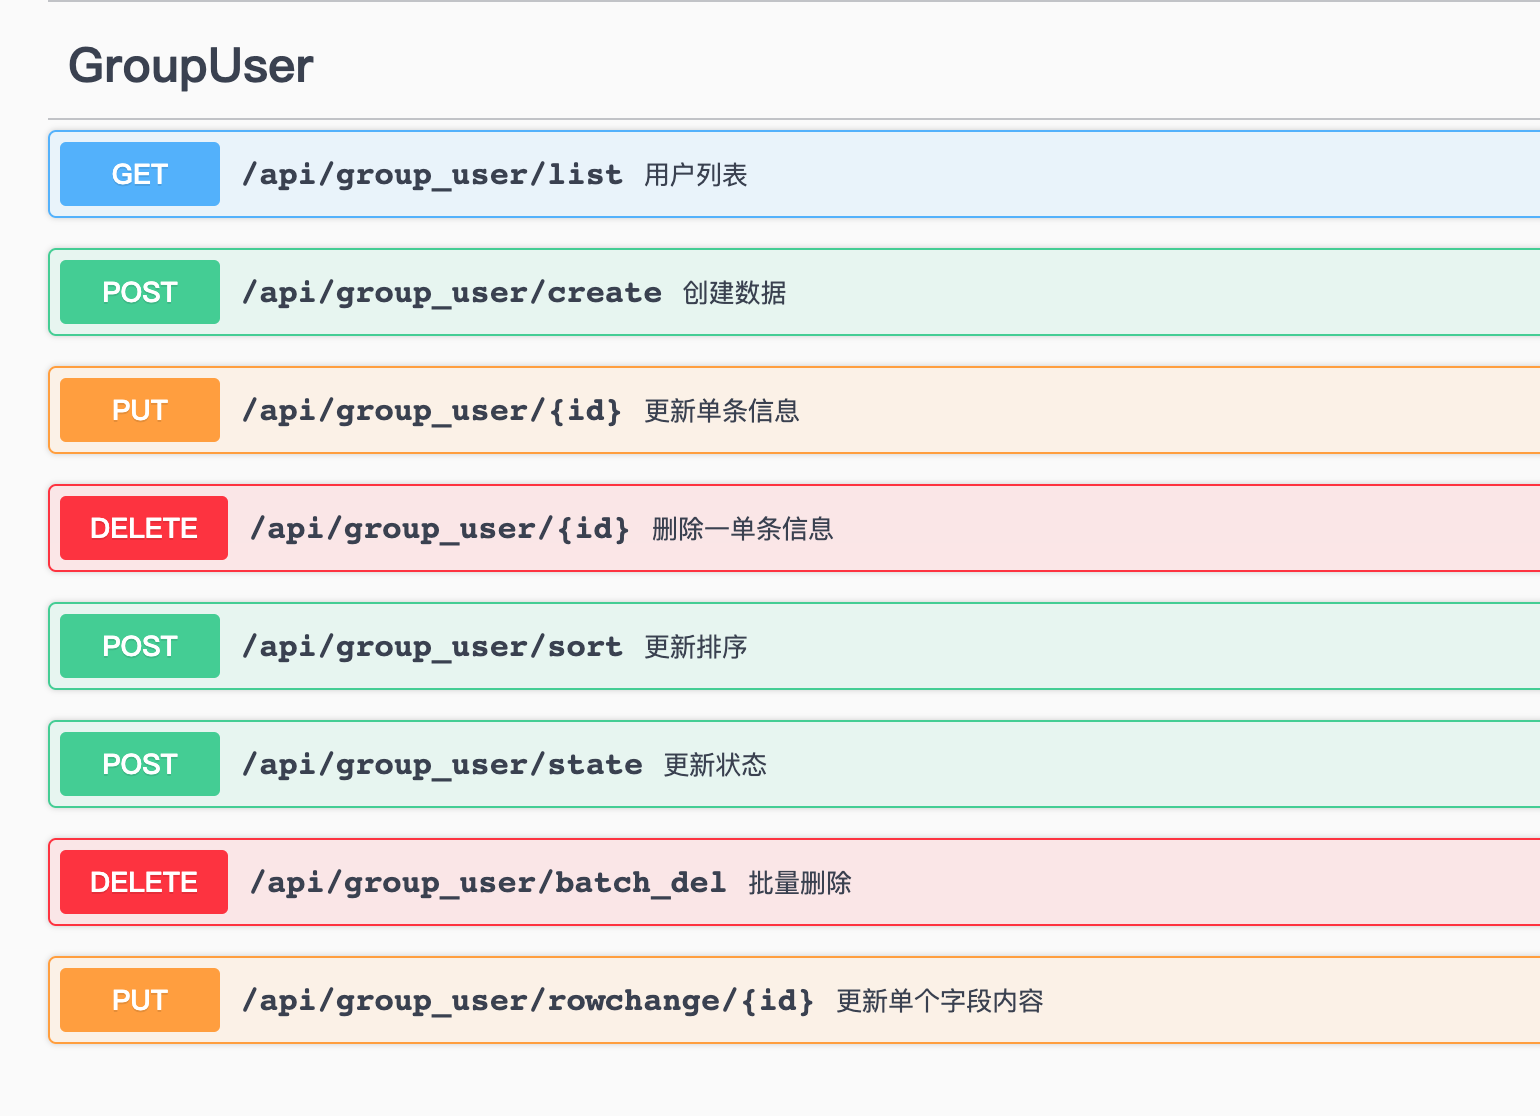 GroupUser
GET /api/group_user/list 用户列表
POST /api/group_user/create 创建数据
PUT /api/group_user/{id} 更新单条信息
DELETE /api/group_user/{id} 删除一单条信息
POST /api/group_user/sort 更新排序
POST /api/group_user/state 更新状态
DELETE /api/group_user/batch_del 批量删除
PUT /api/group_user/rowchange/{id} 更新单个字段内容